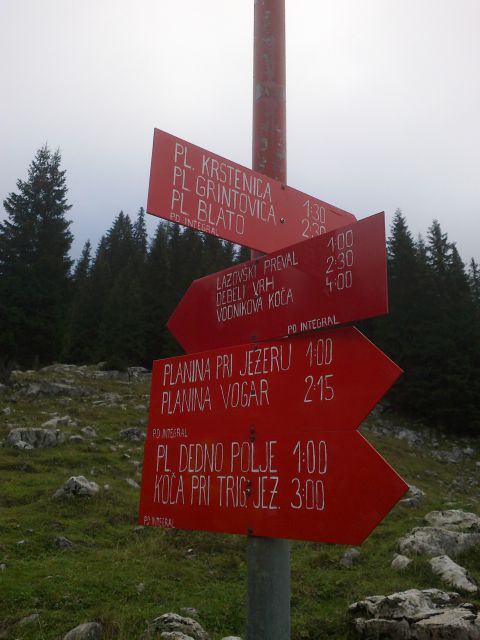 PL. KRSTENICA 1:30
PL. GRINTOVICA 2:30
PL. BLATO
PD INTEGRAL
LAZOVŠKI PREVAL 1:00
DEBELI VRH 2:30
VODNIKOVA KOČA 4:00
PD INTEGRAL
PLANINA PRI JEZERU 1:00
PLANINA VOGAR 2:15
PD INTEGRAL
PL. DEDNO POLJE 1:00
KOČA PRI TRIG. JEZ. 3:00
PD INTEGRAL